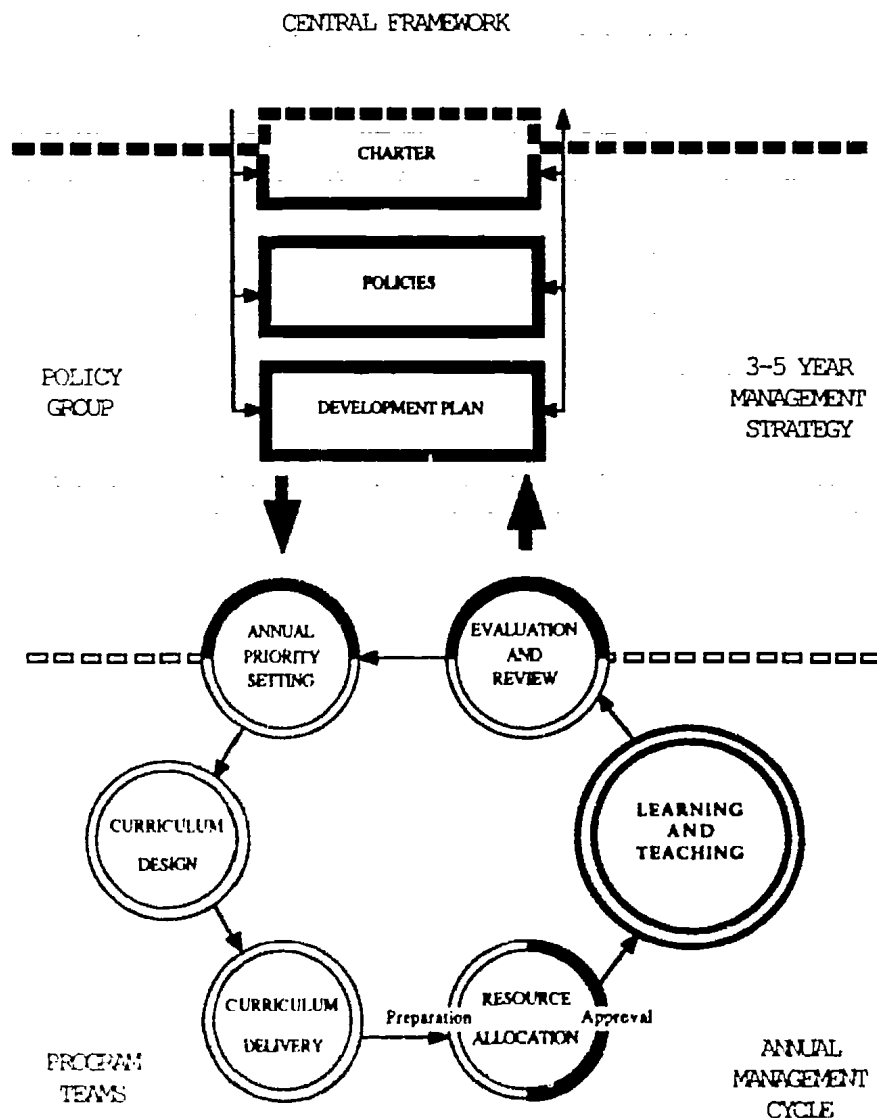 CENTRAL FRAMEWORK
CHARTER
POLICIES
DEVELOPMENT PLAN
POLICY
GROUP
3-5 YEAR
MANAGEMENT
STRATEGY
ANNUAL
PRIORITY
SETTING
EVALUATION
AND
REVIEW
LEARNING
AND
TEACHING
CURRICULUM
DESIGN
CURRICULUM
DELIVERY
Preparation
RESOURCE
ALLOCATION
Approval
PROGRAM
TEAMS
ANNUAL
MANAGEMENT
CYCLE